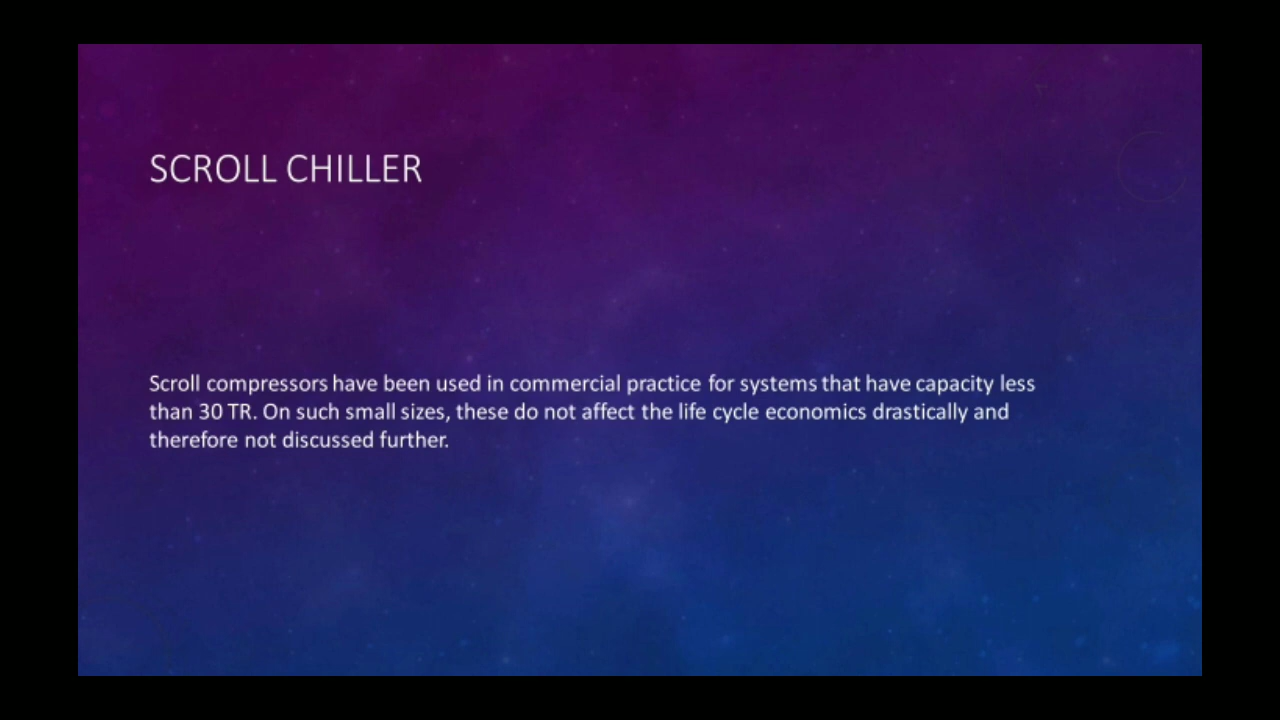 SCROLL CHILLER
Scroll compressors have been used in commercial practice for systems that have capacity less
than 30 TR. On such small sizes, these do not affect the life cycle economics drastically and
therefore not discussed further.